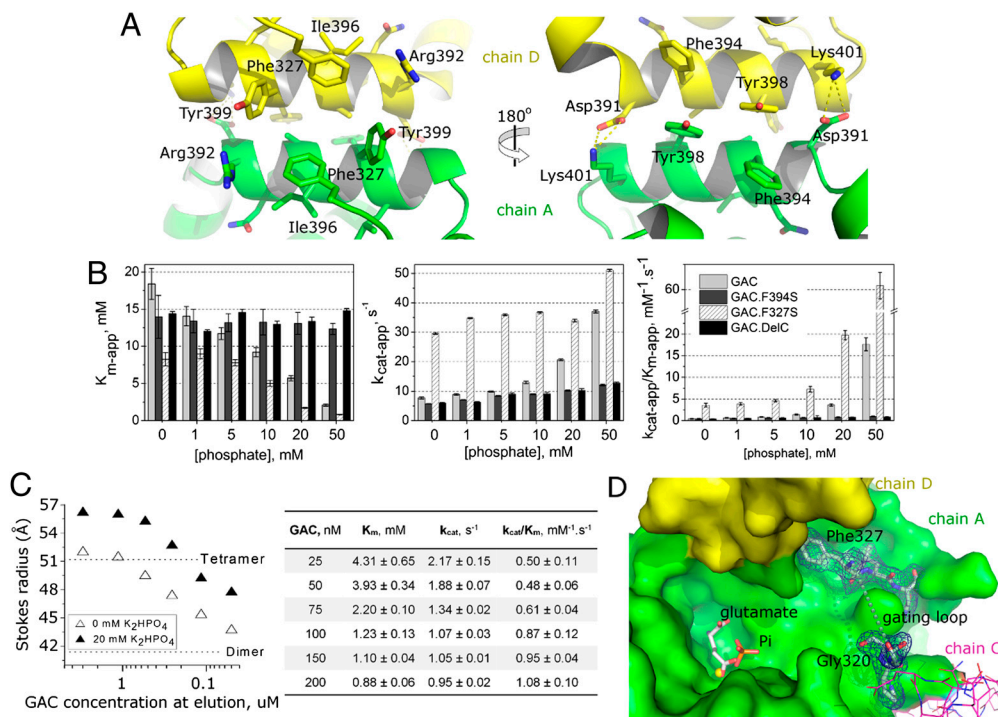 A
Ile396
Phe327
Arg392
Tyr399
Tyr399
Arg392
Phe327
Ile396
chain D
180º
chain A
Phe394
Lys401
Tyr398
Asp391
Asp391
Lys401
Tyr398
Phe394
B
Km-app, mM
20
15
10
5
0
0 1 5 10 20 50
[phosphate], mM
kcat-app, s-1
50
40
30
20
10
0
0 1 5 10 20 50
[phosphate], mM
kcat-app/Km-app, mM-1.s-1
60
25
20
15
10
5
0
GAC
GAC.F394S
GAC.F327S
GAC.DelC
0 1 5 10 20 50
[phosphate], mM
C
Stokes radius (Å)
57
54
51
48
45
42
Tetramer
△ 0 mM K2HPO4
▲ 20 mM K2HPO4
Dimer
1 0.1
GAC concentration at elution, uM
GAC, nM Km, mM kcat, s-1 kcat/Km, mM-1.s-1
25 4.31 ± 0.65 2.17 ± 0.15 0.50 ± 0.11
50 3.93 ± 0.34 1.88 ± 0.07 0.48 ± 0.06
75 2.20 ± 0.10 1.34 ± 0.02 0.61 ± 0.04
100 1.23 ± 0.13 1.07 ± 0.03 0.87 ± 0.12
150 1.10 ± 0.04 1.05 ± 0.01 0.95 ± 0.04
200 0.88 ± 0.06 0.95 ± 0.02 1.08 ± 0.10
D
chain D
chain A
Phe327
glutamate
gating loop
Pi
Gly320
chain C